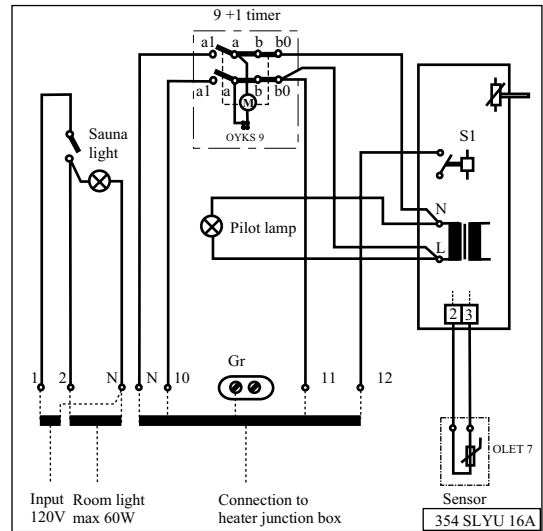 9 +1 timer
a1 a b b0
a1 a b b0
M
OYKS 9
Sauna
light
S1
N
Pilot lamp
L
2 3
Gr
1 2 N N 10 11 12
OLET 7
Input
120V
Room light
max 60W
Connection to
heater junction box
Sensor
354 SLYU 16A